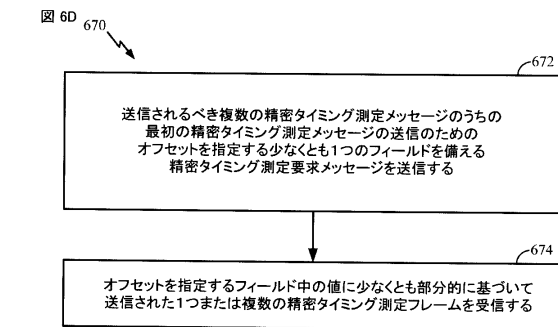 図 6D
670
672
送信されるべき複数の精密タイミング測定メッセージのうちの
最初の精密タイミング測定メッセージの送信のための
オフセットを指定する少なくとも1つのフィールドを備える
精密タイミング測定要求メッセージを送信する
674
オフセットを指定するフィールド中の値に少なくとも部分的に基づいて
送信された1つまたは複数の精密タイミング測定フレームを受信する